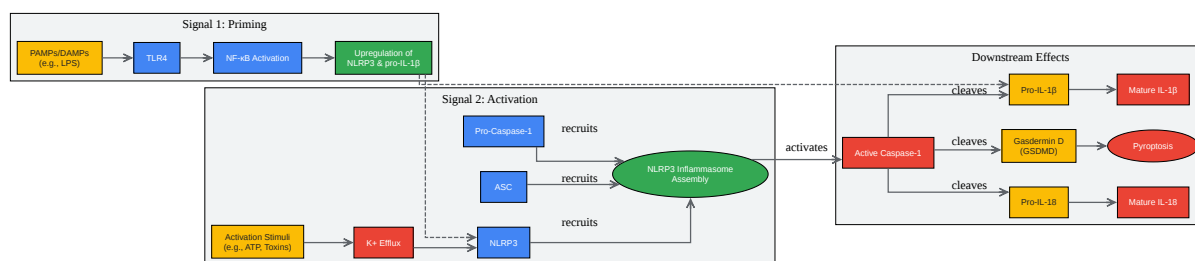 Signal 1: Priming
PAMPs/DAMPs
(e.g., LPS)
TLR4
NF-κB Activation
Upregulation of
NLRP3 & pro-IL-1β
Signal 2: Activation
Pro-Caspase-1
recruits
ASC
recruits
NLRP3 Inflammasome
Assembly
recruits
Activation Stimuli
(e.g., ATP, Toxins)
K+ Efflux
NLRP3
activates
Downstream Effects
Active Caspase-1
cleaves
Pro-IL-1β
Mature IL-1β
cleaves
Gasdermin D
(GSDMD)
Pyroptosis
cleaves
Pro-IL-18
Mature IL-18